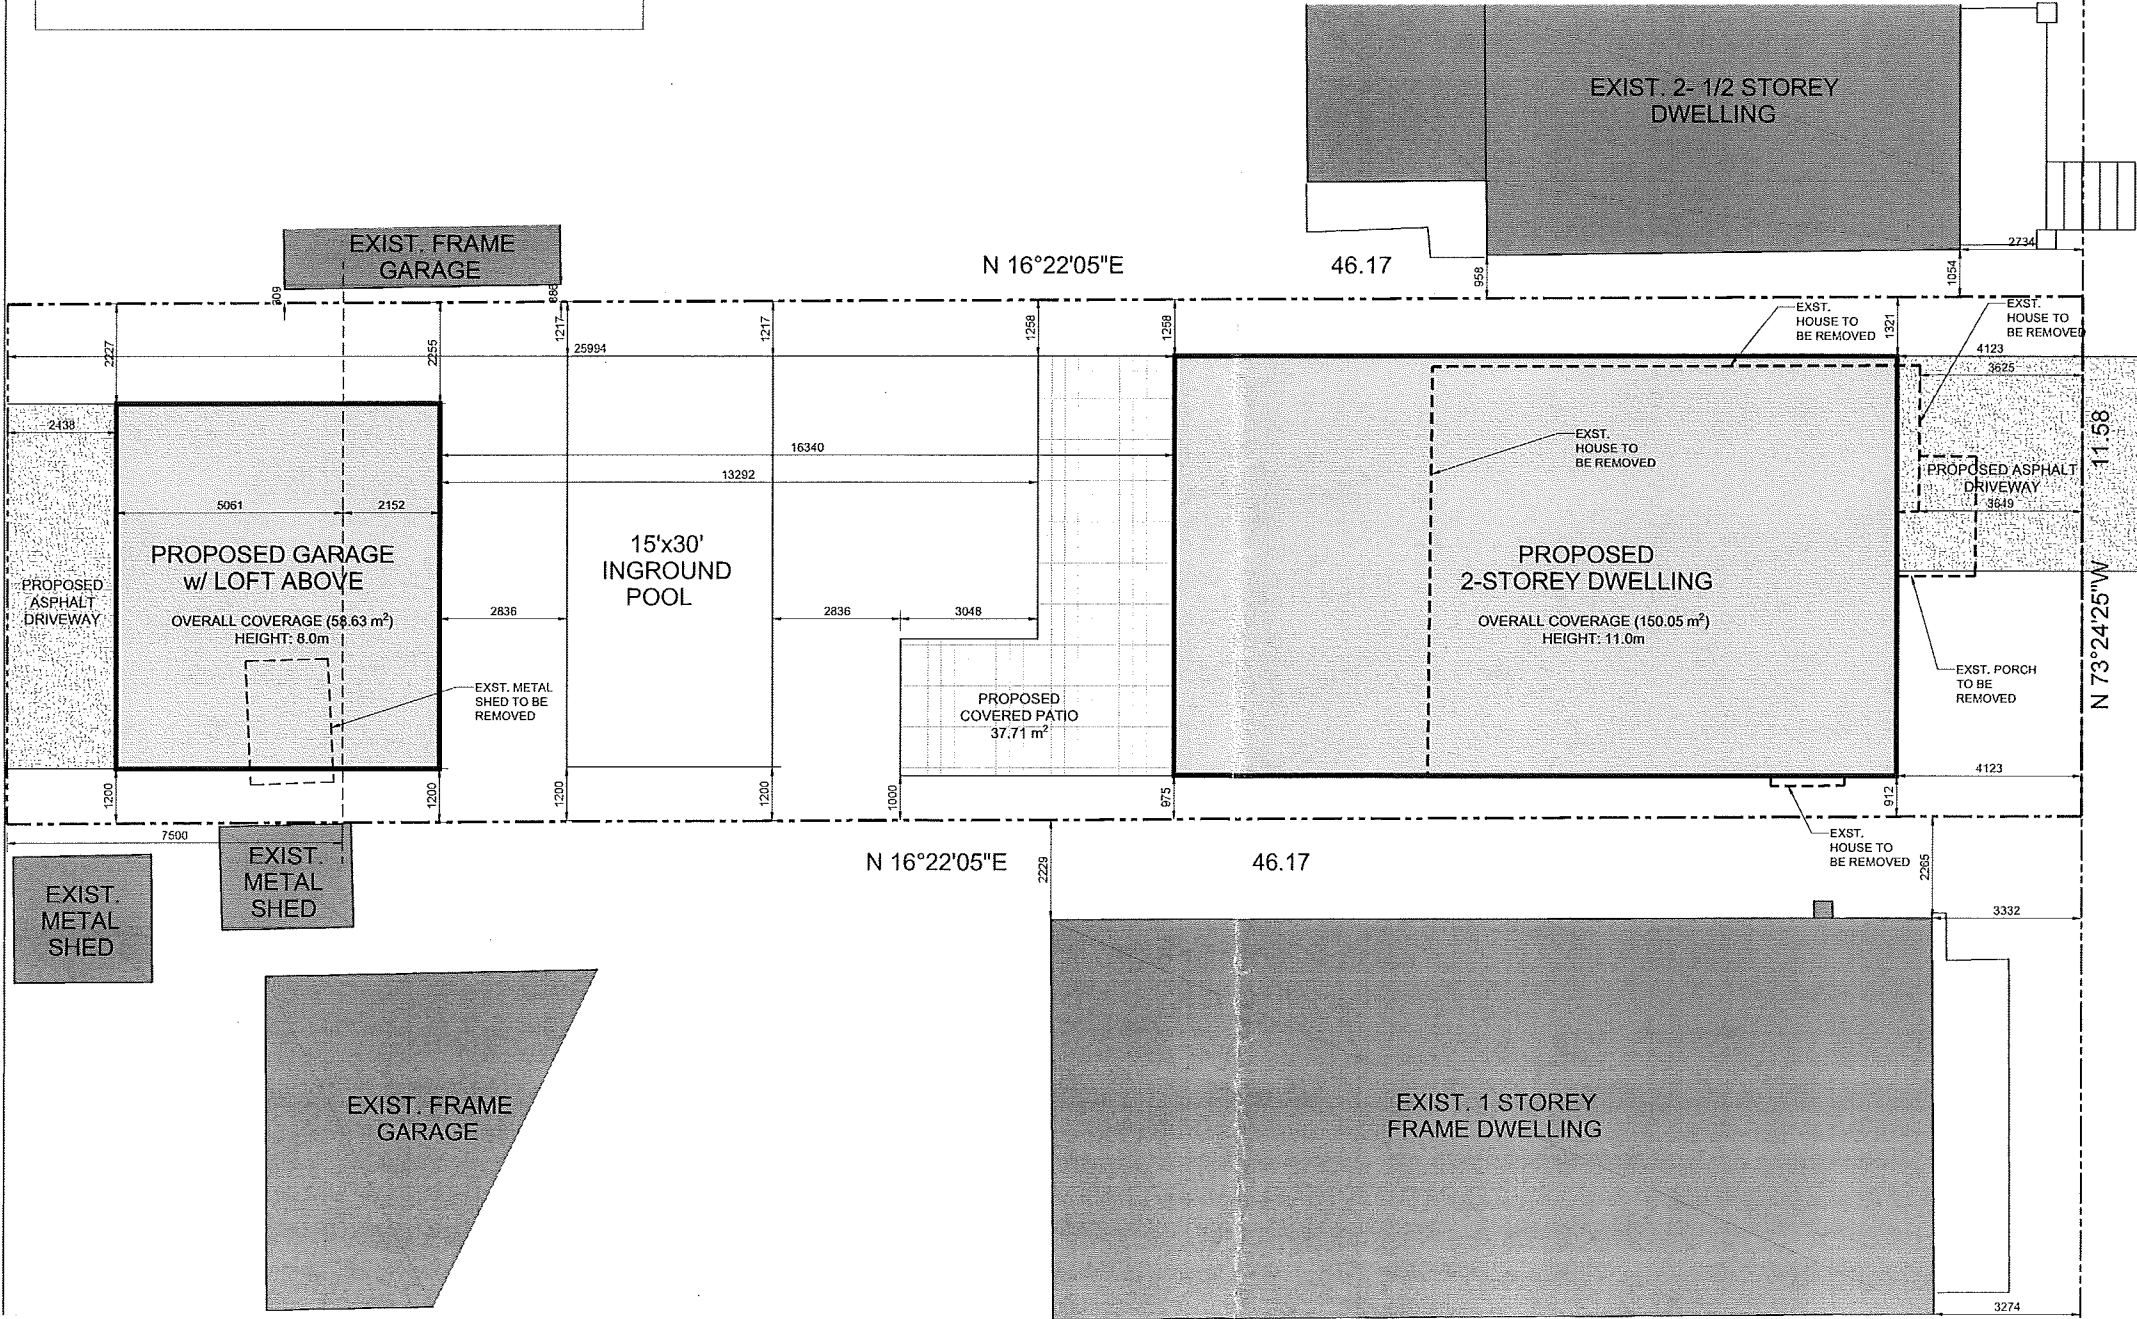 EXIST. 2- 1/2 STOREY
DWELLING
EXIST. FRAME
GARAGE
N 16°22'05"E
46.17
2734
958
1054
609
1217
1217
1258
1258
1321
EXST.
HOUSE TO
BE REMOVED
EXST.
HOUSE TO
BE REMOVED
2227
2255
25994
4123
3625
2438
16340
13292
EXST.
HOUSE TO
BE REMOVED
11.58
PROPOSED ASPHALT
DRIVEWAY
3649
5061
2152
PROPOSED GARAGE
w/ LOFT ABOVE
OVERALL COVERAGE (58.63 m²)
HEIGHT: 8.0m
PROPOSED
ASPHALT
DRIVEWAY
15'x30'
INGROUND
POOL
2836
2836
3048
PROPOSED
2-STOREY DWELLING
OVERALL COVERAGE (150.05 m²)
HEIGHT: 11.0m
N 73°24'25"W
EXST. METAL
SHED TO BE
REMOVED
PROPOSED
COVERED PATIO
37.71 m²
EXST. PORCH
TO BE
REMOVED
4123
1200
1200
1200
1200
1000
975
912
7500
EXST.
HOUSE TO
BE REMOVED
N 16°22'05"E
46.17
2229
2265
EXIST.
METAL
SHED
EXIST.
METAL
SHED
3332
EXIST. FRAME
GARAGE
EXIST. 1 STOREY
FRAME DWELLING
3274